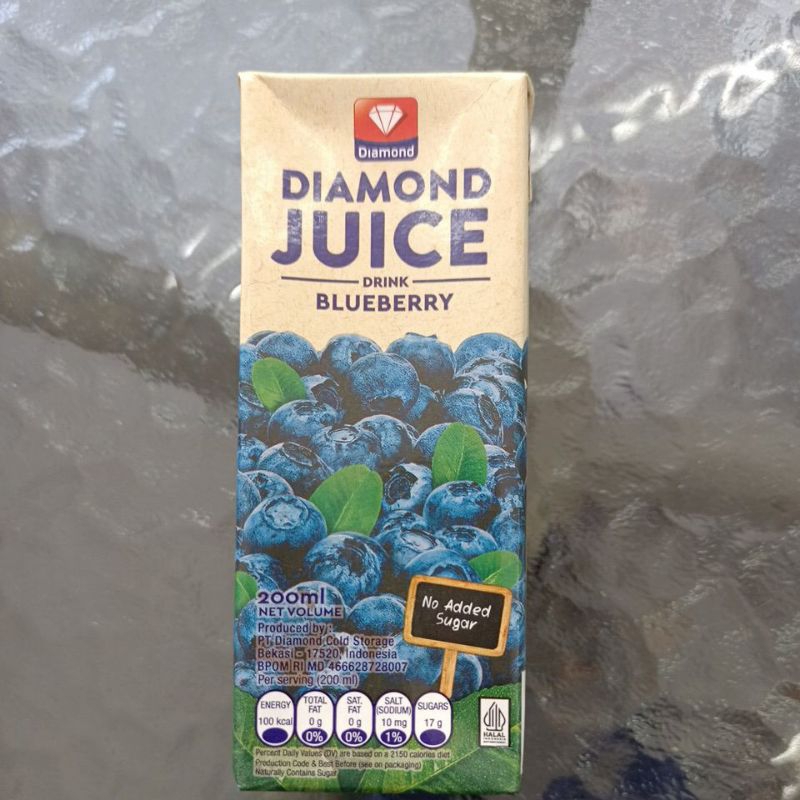 Diamond
DIAMOND
JUICE
DRINK
BLUEBERRY
No Added
Sugar
200ml
NET VOLUME
Produced by :
PT Diamond Cold Storage
Bekasi - 17520, Indonesia
BPOM RI MD 466628728007
Per serving (200 ml)
ENERGY
100 kcal
TOTAL
FAT
0 g
0%
SAT.
FAT
0 g
0%
SALT
(SODIUM)
10 mg
1%
SUGARS
17 g
HALAL
INDONESIA
Percent Daily Values (DV) are based on a 2150 calories diet
Production Code & Best Before (see on packaging)
Naturally Contains Sugar